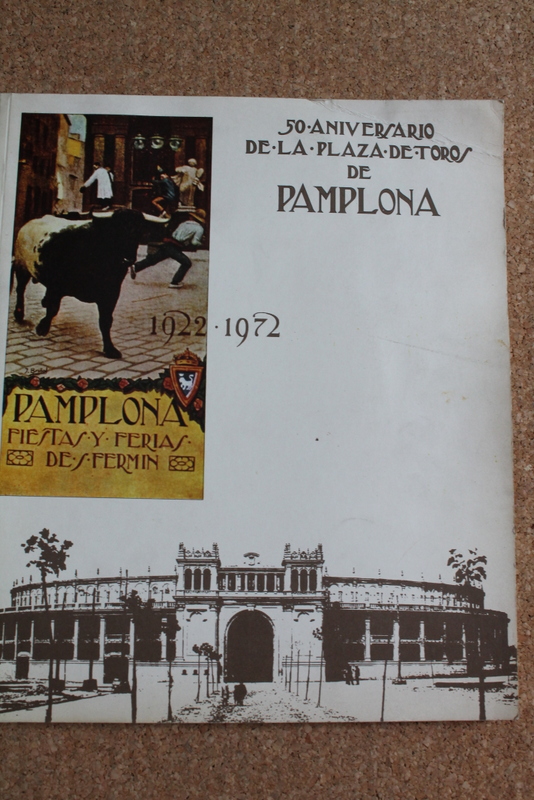 50·ANIVERSARIO
DE·LA·PLAZA·DE·TOROS
DE
PAMPLONA
1922·1972
PAMPLONA
FIESTAS·Y·FERIAS·
DE·S·FERMIN